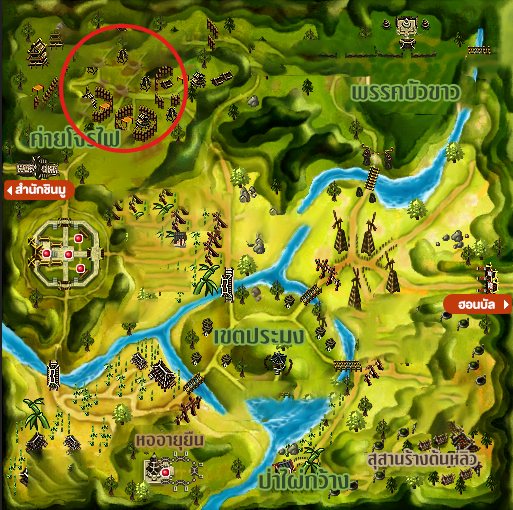 พรรคบัวขาว
ค่ายโจรไฟ
สำนักชินมู
ฮอนบัล
เขตประมง
หออายุยืน
สุสานร้างต้นหลิว
ป่าไผ่กว้าง